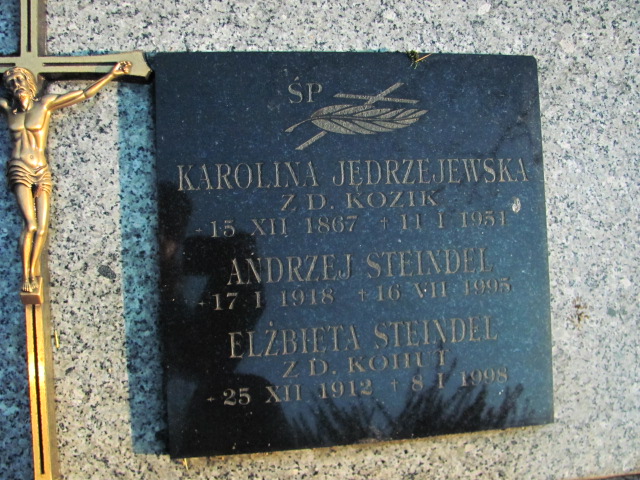 ŚP
KAROLINA JĘDRZEJEWSKA
Z D. KOZIK
15 XII 1867 + 11 I 1951
ANDRZEJ STEINDEL
17 I 1918 + 16 VII 1995
ELŻBIETA STEINDEL
Z D. KOHUT
25 XII 1912 + 8 I 1998